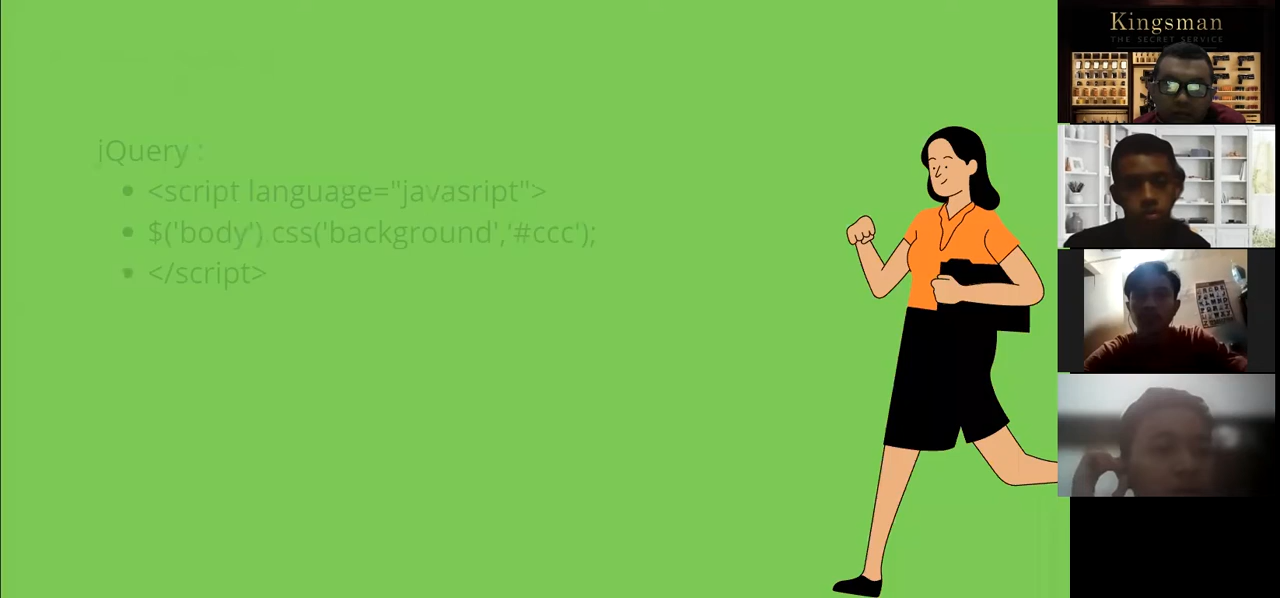 jQuery :
<script language="javasript">
$('body').css('background','#ccc');
</script>
Kingsman
THE SECRET SERVICE